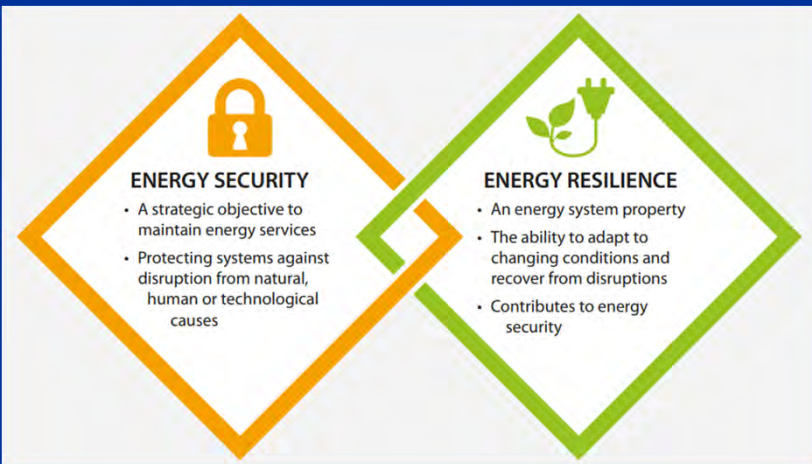 ENERGY SECURITY
• A strategic objective to
maintain energy services
• Protecting systems against
disruption from natural,
human or technological
causes
ENERGY RESILIENCE
• An energy system property
• The ability to adapt to
changing conditions and
recover from disruptions
• Contributes to energy
security